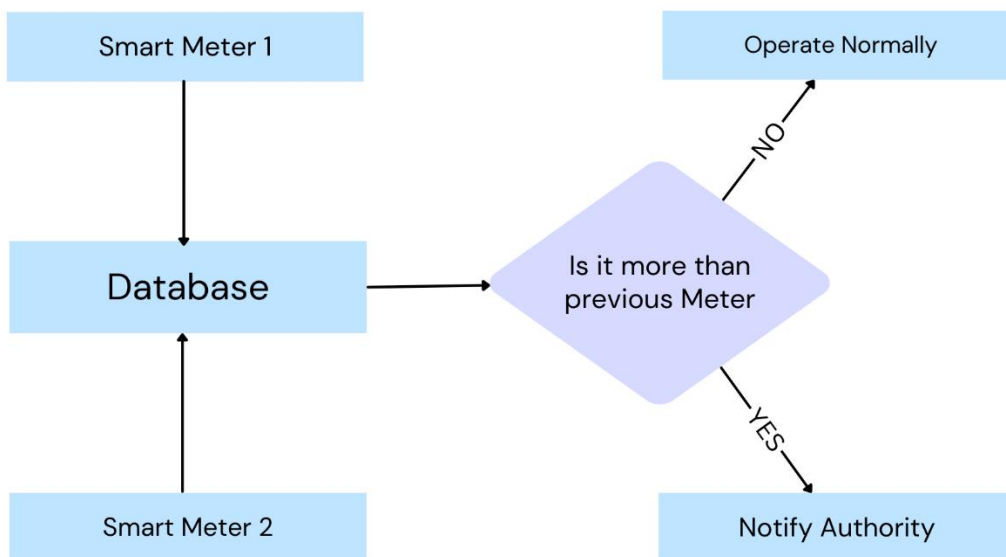 Smart Meter 1
Operate Normally
NO
Database
Is it more than
previous Meter
YES
Smart Meter 2
Notify Authority